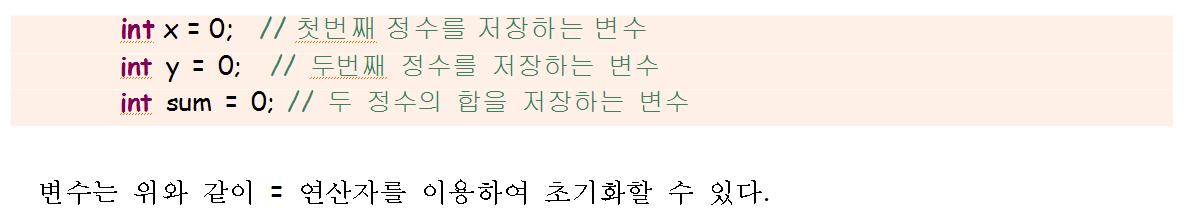 int x = 0;  // 첫번째 정수를 저장하는 변수
int y = 0;  // 두번째 정수를 저장하는 변수
int sum = 0; // 두 정수의 합을 저장하는 변수
변수는 위와 같이 = 연산자를 이용하여 초기화할 수 있다.